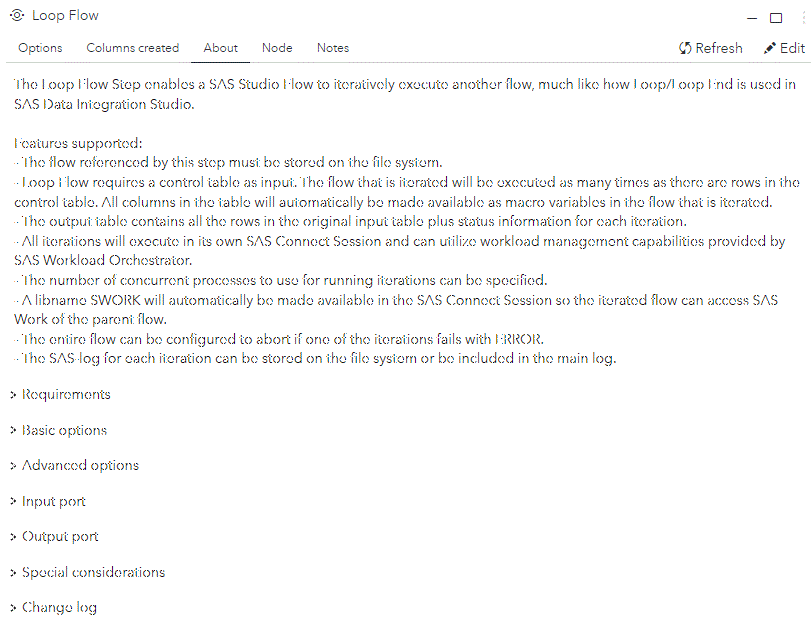 Loop Flow
Options Columns created About Node Notes Refresh Edit
The Loop Flow Step enables a SAS Studio Flow to iteratively execute another flow, much like how Loop/Loop End is used in
SAS Data Integration Studio.
Features supported:
- The flow referenced by this step must be stored on the file system.
- Loop Flow requires a control table as input. The flow that is iterated will be executed as many times as there are rows in the
control table. All columns in the table will automatically be made available as macro variables in the flow that is iterated.
- The output table contains all the rows in the original input table plus status information for each iteration.
- All iterations will execute in its own SAS Connect Session and can utilize workload management capabilities provided by
SAS Workload Orchestrator.
- The number of concurrent processes to use for running iterations can be specified.
- A libname SWORK will automatically be made available in the SAS Connect Session so the iterated flow can access SAS
Work of the parent flow.
- The entire flow can be configured to abort if one of the iterations fails with ERROR.
- The SAS log for each iteration can be stored on the file system or be included in the main log.
> Requirements
> Basic options
> Advanced options
> Input port
> Output port
> Special considerations
> Change log